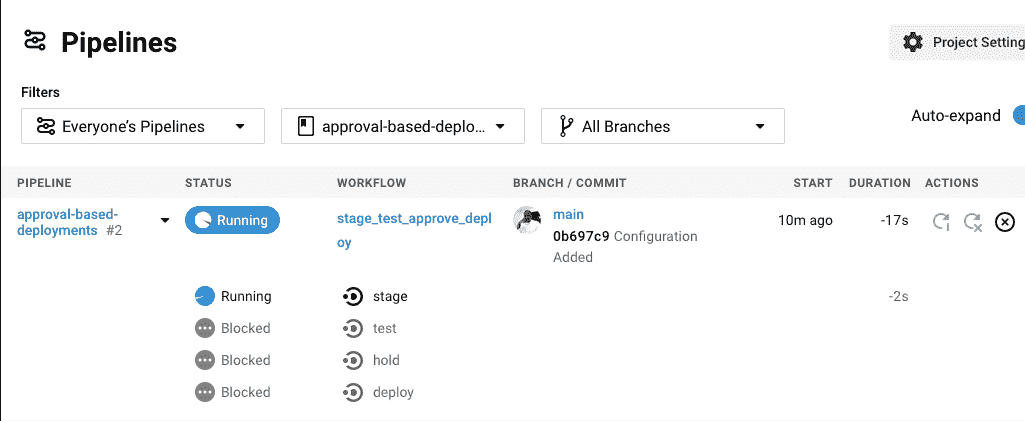 Pipelines
Project Setting
Filters
Everyone's Pipelines
approval-based-deplo...
All Branches
Auto-expand
PIPELINE STATUS WORKFLOW BRANCH / COMMIT START DURATION ACTIONS
approval-based-
deployments #2
Running
stage_test_approve_depl
oy
main
0b697c9 Configuration
Added
10m ago
-17s
Running stage -2s
Blocked test
Blocked hold
Blocked deploy